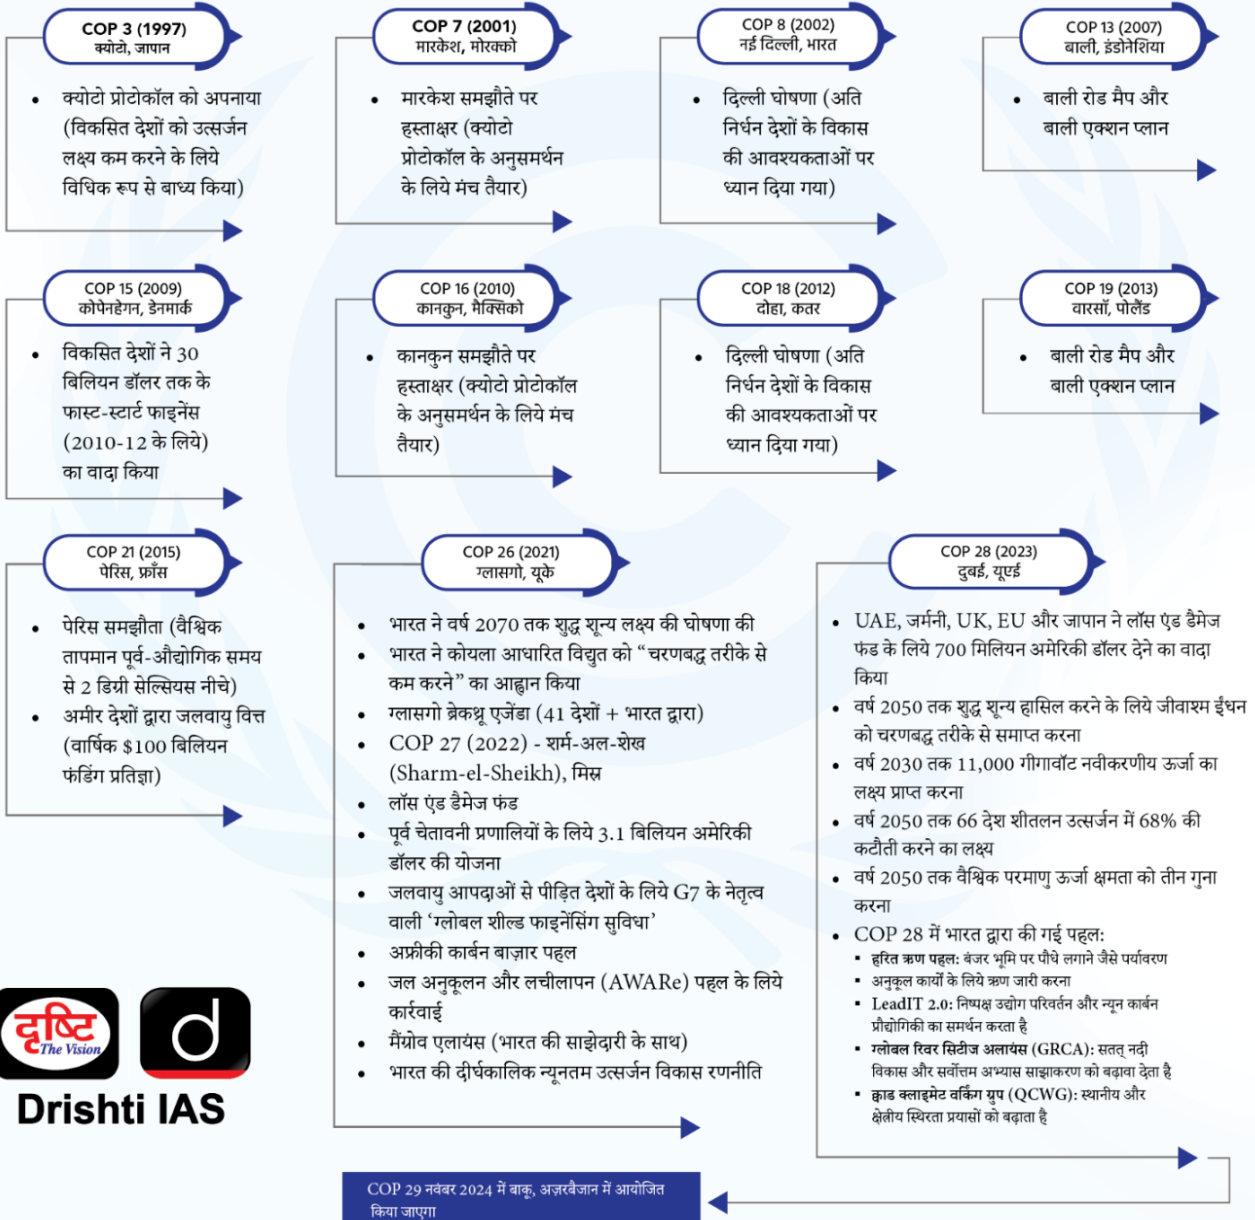 COP 3 (1997)
क्योटो, जापान
• क्योटो प्रोटोकॉल को अपनाया
(विकसित देशों को उत्सर्जन
लक्ष्य कम करने के लिये
विधिक रूप से बाध्य किया)
COP 7 (2001)
मारकेश, मोरक्को
• मारकेश समझौते पर
हस्ताक्षर (क्योटो
प्रोटोकॉल के अनुसमर्थन
के लिये मंच तैयार)
COP 8 (2002)
नई दिल्ली, भारत
• दिल्ली घोषणा (अति
निर्धन देशों के विकास
की आवश्यकताओं पर
ध्यान दिया गया)
COP 13 (2007)
बाली, इंडोनेशिया
• बाली रोड मैप और
बाली एक्शन प्लान
COP 15 (2009)
कोपेनहेगन, डेनमार्क
• विकसित देशों ने 30
बिलियन डॉलर तक के
फास्ट-स्टार्ट फाइनेंस
(2010-12 के लिये)
का वादा किया
COP 16 (2010)
कानकुन, मैक्सिको
• कानकुन समझौते पर
हस्ताक्षर (क्योटो प्रोटोकॉल
के अनुसमर्थन के लिये मंच
तैयार)
COP 18 (2012)
दोहा, कतर
• दिल्ली घोषणा (अति
निर्धन देशों के विकास
की आवश्यकताओं पर
ध्यान दिया गया)
COP 19 (2013)
वारसॉ, पोलैंड
• बाली रोड मैप और
बाली एक्शन प्लान
COP 21 (2015)
पेरिस, फ्राँस
• पेरिस समझौता (वैश्विक
तापमान पूर्व-औद्योगिक समय
से 2 डिग्री सेल्सियस नीचे)
• अमीर देशों द्वारा जलवायु वित्त
(वार्षिक $100 बिलियन
फंडिंग प्रतिज्ञा)
COP 26 (2021)
ग्लासगो, यूके
• भारत ने वर्ष 2070 तक शुद्ध शून्य लक्ष्य की घोषणा की
• भारत ने कोयला आधारित विद्युत को “चरणबद्ध तरीके से
कम करने” का आह्वान किया
• ग्लासगो ब्रेकथ्रू एजेंडा (41 देशों + भारत द्वारा)
• COP 27 (2022) - शर्म-अल-शेख
(Sharm-el-Sheikh), मिस्र
• लॉस एंड डैमेज फंड
• पूर्व चेतावनी प्रणालियों के लिये 3.1 बिलियन अमेरिकी
डॉलर की योजना
• जलवायु आपदाओं से पीड़ित देशों के लिये G7 के नेतृत्व
वाली ‘ग्लोबल शील्ड फाइनेंसिंग सुविधा’
• अफ्रीकी कार्बन बाज़ार पहल
• जल अनुकूलन और लचीलापन (AWARe) पहल के लिये
कार्रवाई
• मैंग्रोव एलायंस (भारत की साझेदारी के साथ)
• भारत की दीर्घकालिक न्यूनतम उत्सर्जन विकास रणनीति
COP 28 (2023)
दुबई, यूएई
• UAE, जर्मनी, UK, EU और जापान ने लॉस एंड डैमेज
फंड के लिये 700 मिलियन अमेरिकी डॉलर देने का वादा
किया
• वर्ष 2050 तक शुद्ध शून्य हासिल करने के लिये जीवाश्म ईंधन
को चरणबद्ध तरीके से समाप्त करना
• वर्ष 2030 तक 11,000 गीगावॉट नवीकरणीय ऊर्जा का
लक्ष्य प्राप्त करना
• वर्ष 2050 तक 66 देश शीतलन उत्सर्जन में 68% की
कटौती करने का लक्ष्य
• वर्ष 2050 तक वैश्विक परमाणु ऊर्जा क्षमता को तीन गुना
करना
• COP 28 में भारत द्वारा की गई पहल:
▪ हरित ऋण पहल: बंजर भूमि पर पौधे लगाने जैसे पर्यावरण
▪ अनुकूल कार्यों के लिये ऋण जारी करना
▪ LeadIT 2.0: निष्पक्ष उद्योग परिवर्तन और न्यून कार्बन
प्रौद्योगिकी का समर्थन करता है
▪ ग्लोबल रिवर सिटीज अलायंस (GRCA): सतत् नदी
विकास और सर्वोत्तम अभ्यास साझाकरण को बढ़ावा देता है
▪ क्वाड क्लाइमेट वर्किंग ग्रुप (QCWG): स्थानीय और
क्षेत्रीय स्थिरता प्रयासों को बढ़ाता है
दृष्टि
The Vision
d
Drishti IAS
COP 29 नवंबर 2024 में बाकू, अज़रबैजान में आयोजित
किया जाएगा